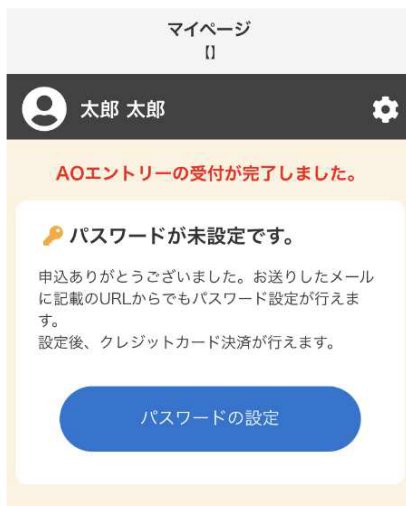 マイページ
【】
太郎 太郎
AOエントリーの受付が完了しました。
パスワードが未設定です。
申込ありがとうございました。お送りしたメール
に記載のURLからでもパスワード設定が行えま
す。
設定後、クレジットカード決済が行えます。
パスワードの設定